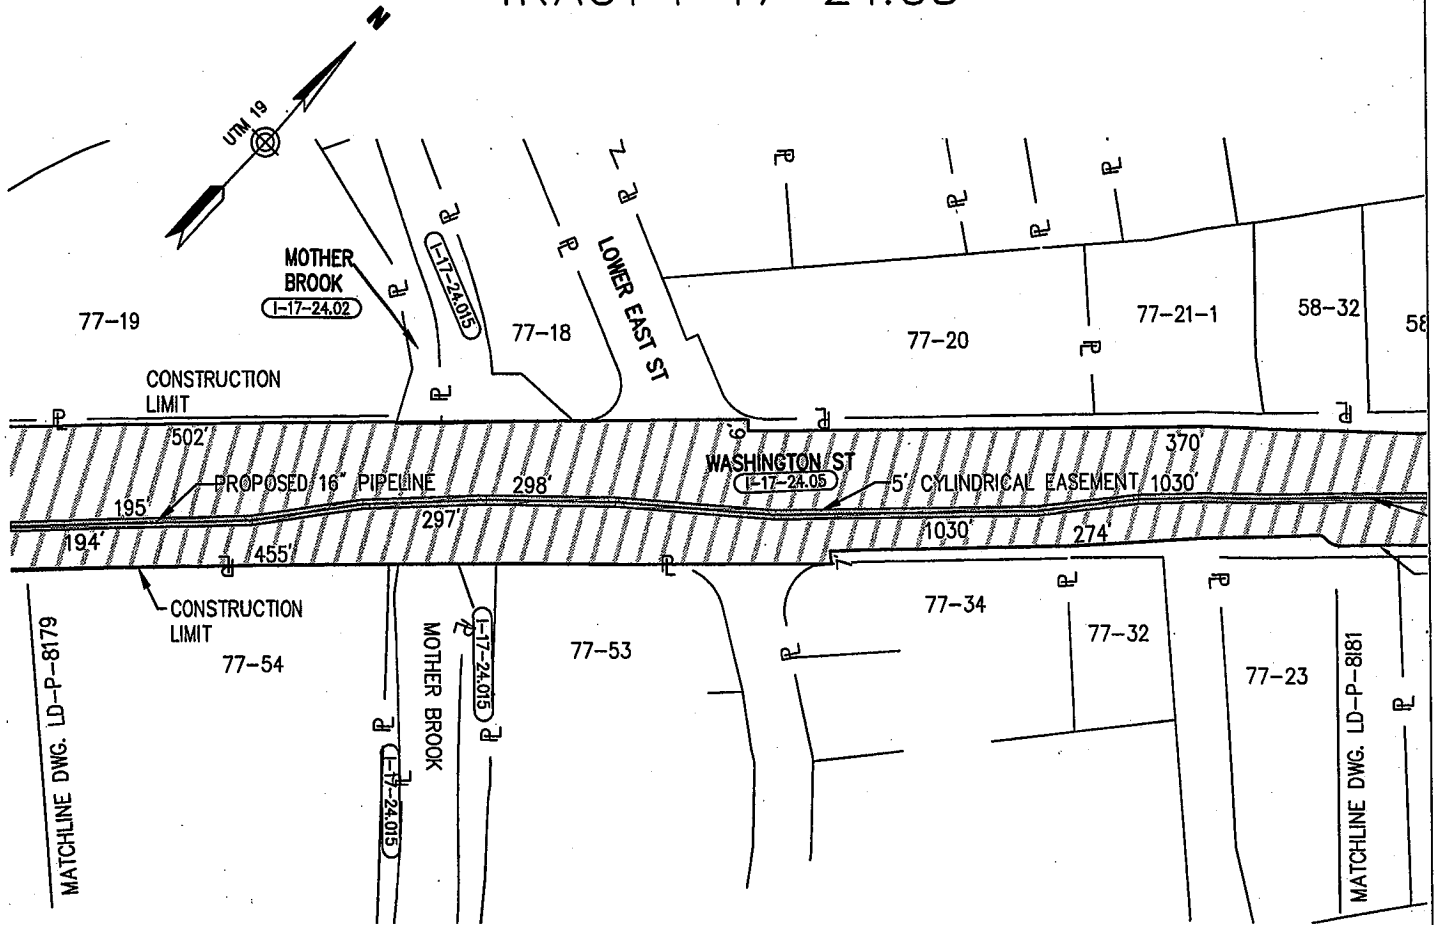 N
UTM 19
MOTHER
BROOK
I-17-24.02
I-17-24.015
LOWER EAST ST
77-19
77-18
77-20
77-21-1
58-32
CONSTRUCTION
LIMIT
502'
9'
370'
WASHINGTON ST
I-17-24.05
PROPOSED 16" PIPELINE
298'
5' CYLINDRICAL EASEMENT
1030'
195'
297'
1030'
274'
194'
455'
CONSTRUCTION
LIMIT
77-54
77-53
77-34
77-32
77-23
MOTHER BROOK
I-17-24.015
I-17-24.015
MATCHLINE DWG. LD-P-8179
MATCHLINE DWG. LD-P-8181